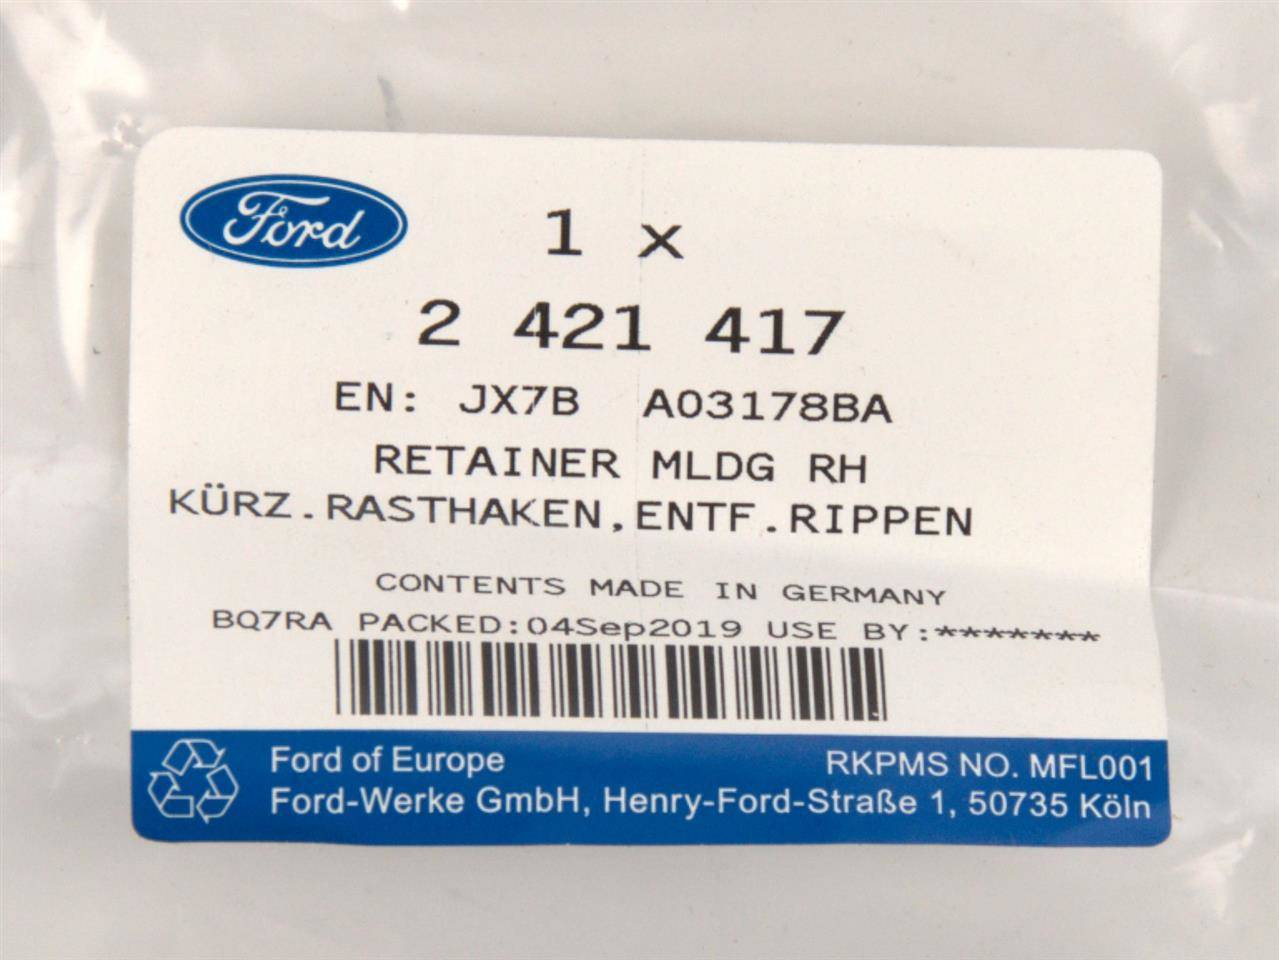 Ford
1 x
2 421 417
EN: JX7B A03178BA
RETAINER MLDG RH
KÜRZ.RASTHAKEN,ENTF.RIPPEN
CONTENTS MADE IN GERMANY
BQ7RA PACKED:04Sep2019 USE BY:*******
Ford of Europe
RKPMS NO. MFL001
Ford-Werke GmbH, Henry-Ford-Straße 1, 50735 Köln